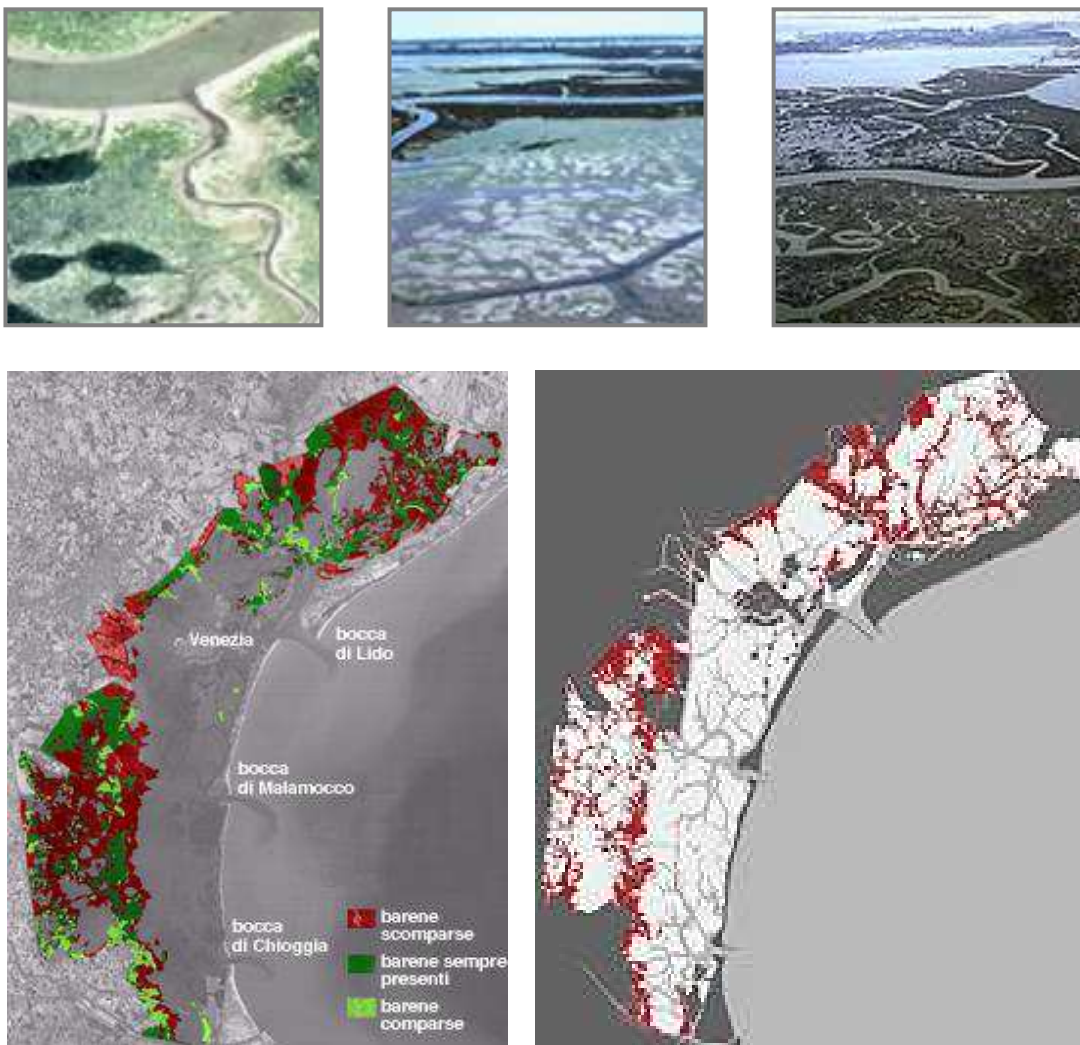 Venezia
bocca
di Lido
bocca
di Malamocco
bocca
di Chioggia
barene
scomparse
barene sempre
presenti
barene
comparse